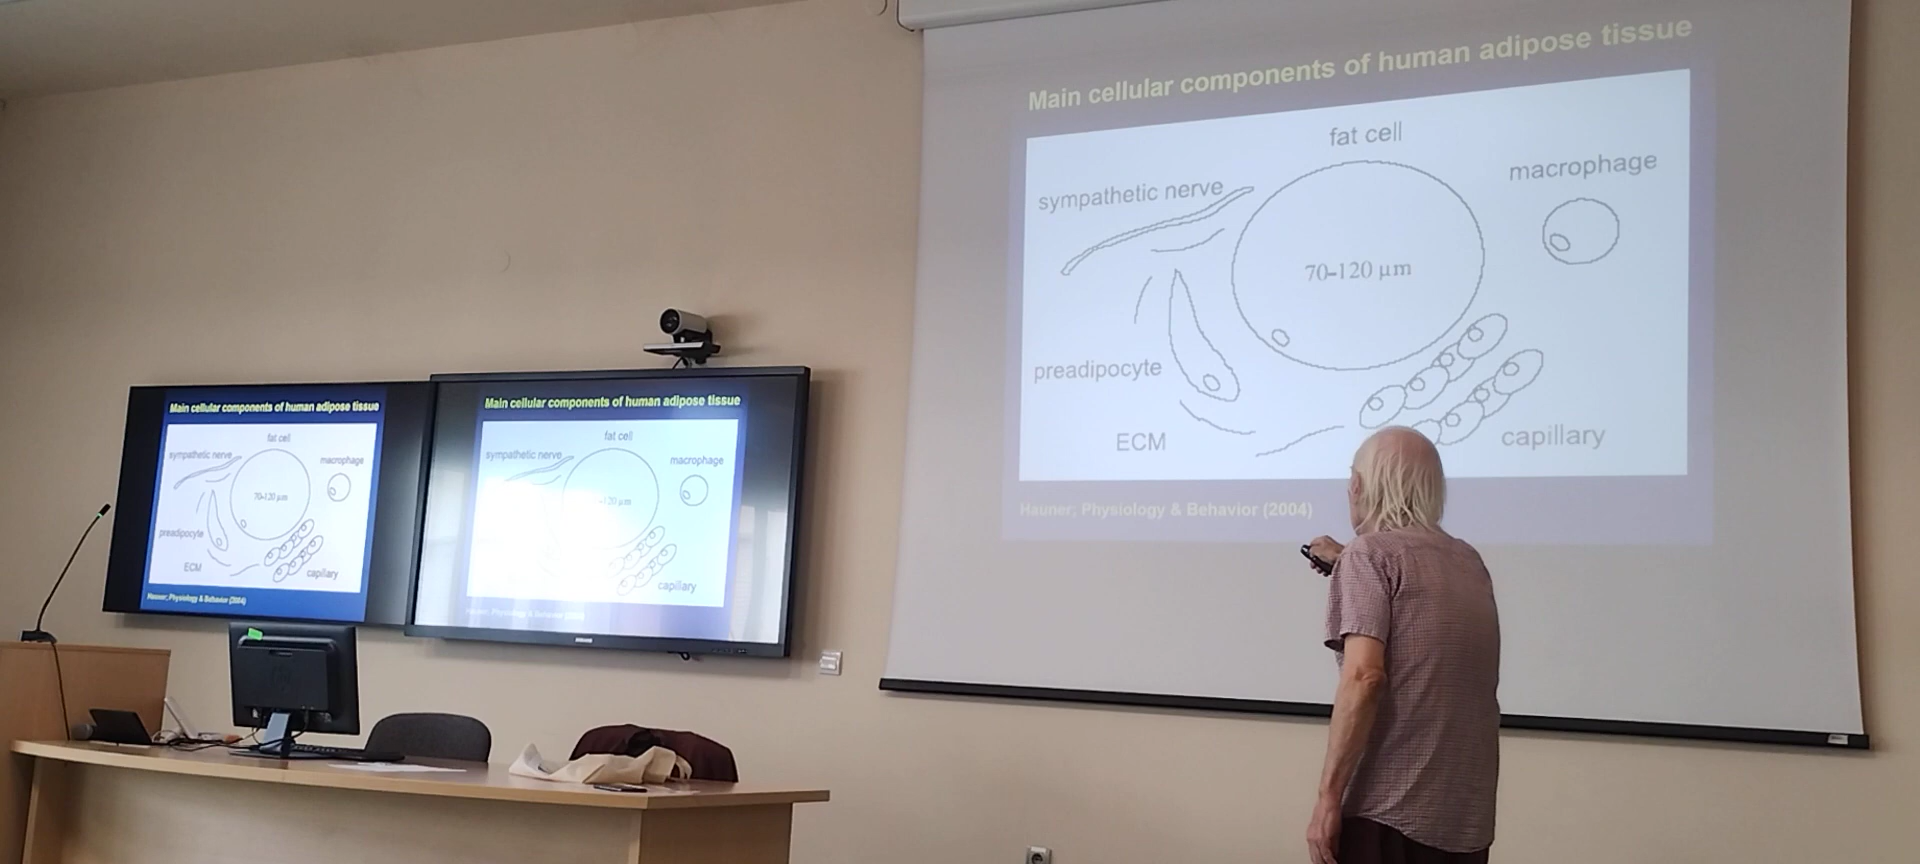 Main cellular components of human adipose tissue
fat cell
macrophage
sympathetic nerve
70-120 µm
preadipocyte
ECM
capillary
Hauner; Physiology & Behavior (2004)
Main cellular components of human adipose tissue
fat cell
sympathetic nerve
macrophage
70-120 µm
preadipocyte
ECM
capillary
Hauner; Physiology & Behavior (2004)
Main cellular components of human adipose tissue
fat cell
sympathetic nerve
macrophage
-120 µm
capillary
Hauner; Physiology & Behavior